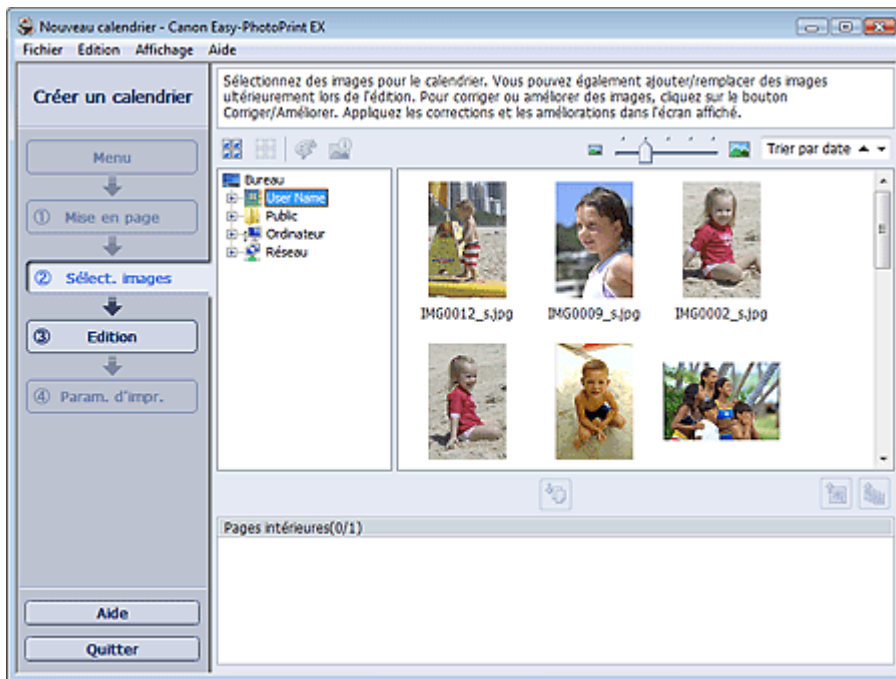 Nouveau calendrier - Canon Easy-PhotoPrint EX
Fichier Edition Affichage Aide
Créer un calendrier
Menu
① Mise en page
② Sélect. images
③ Edition
④ Param. d'impr.
Aide
Quitter
Sélectionnez des images pour le calendrier. Vous pouvez également ajouter/remplacer des images
ultérieurement lors de l'édition. Pour corriger ou améliorer des images, cliquez sur le bouton
Corriger/Améliorer. Appliquez les corrections et les améliorations dans l'écran affiché.
Trier par date
Bureau
User Name
Public
Ordinateur
Réseau
IMG0012_s.jpg IMG0009_s.jpg IMG0002_s.jpg
Pages intérieures(0/1)